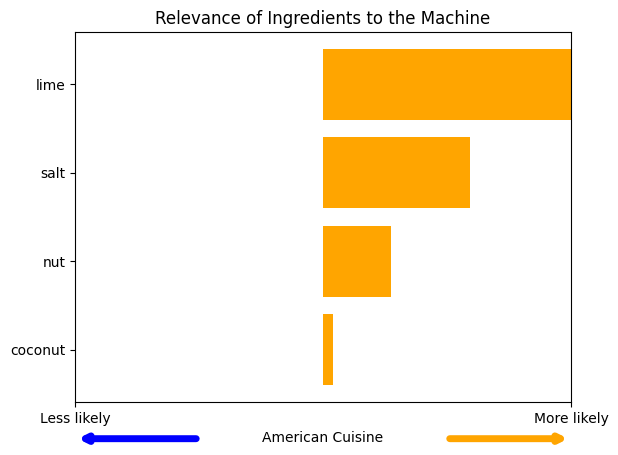 Relevance of Ingredients to the Machine
lime
salt
nut
coconut
Less likely
More likely
American Cuisine